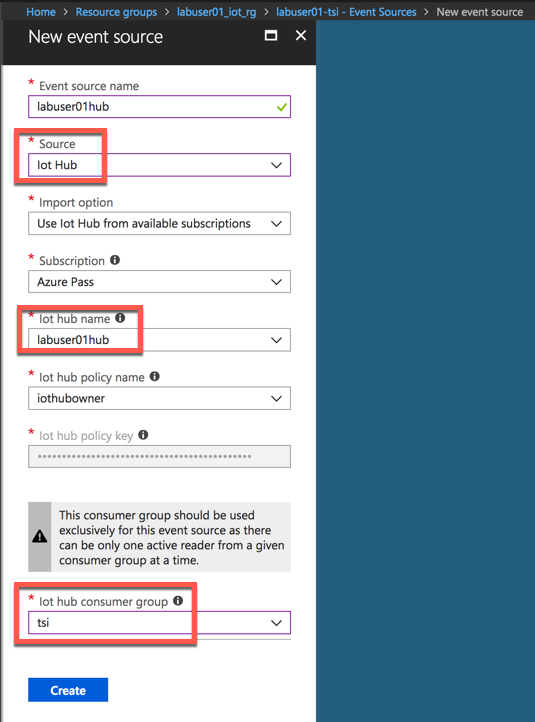 Home > Resource groups > labuser01_iot_rg > labuser01-tsi - Event Sources > New event source
New event source
* Event source name
labuser01hub
* Source
Iot Hub
* Import option
Use Iot Hub from available subscriptions
* Subscription
Azure Pass
* Iot hub name
labuser01hub
* Iot hub policy name
iothubowner
* Iot hub policy key
••••••••••••••••••••••••••••••••••••••••••••
This consumer group should be used
exclusively for this event source as there
can be only one active reader from a given
consumer group at a time.
* Iot hub consumer group
tsi
Create